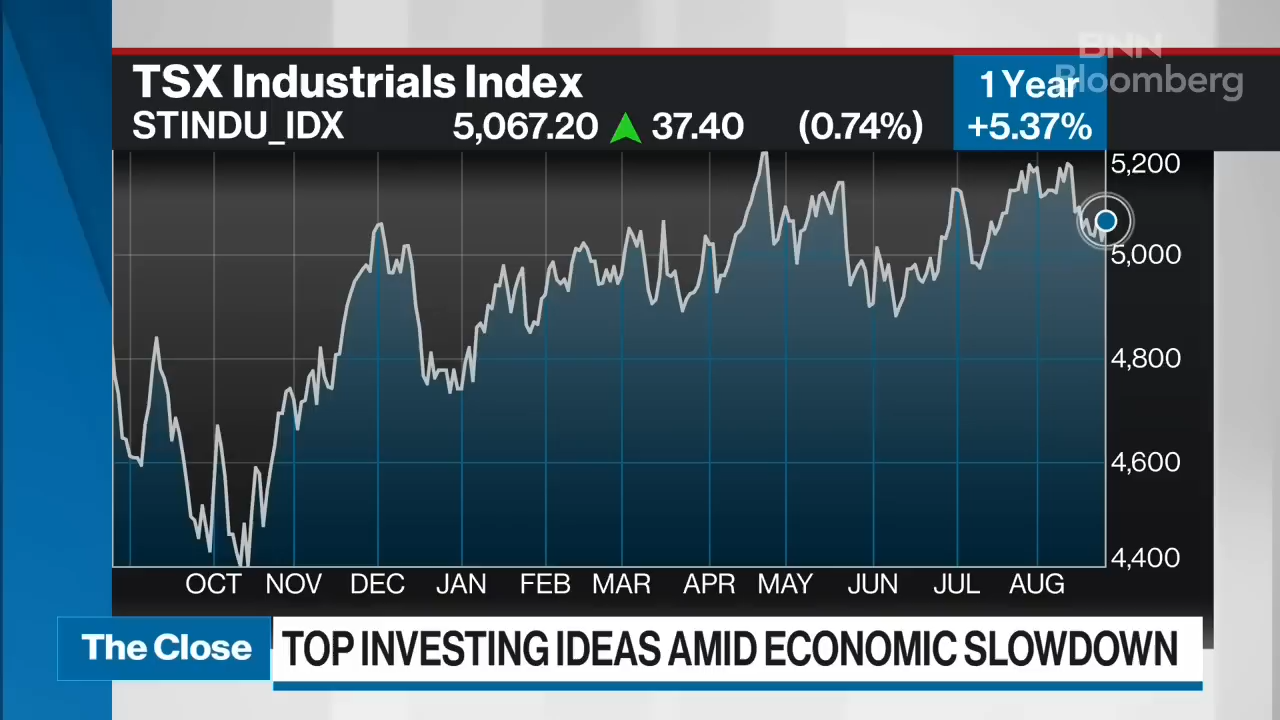 BNN
Bloomberg
TSX Industrials Index
STINDU_IDX 5,067.20 ▲ 37.40 (0.74%)
1 Year
+5.37%
5,200
5,000
4,800
4,600
4,400
OCT NOV DEC JAN FEB MAR APR MAY JUN JUL AUG
The Close
TOP INVESTING IDEAS AMID ECONOMIC SLOWDOWN